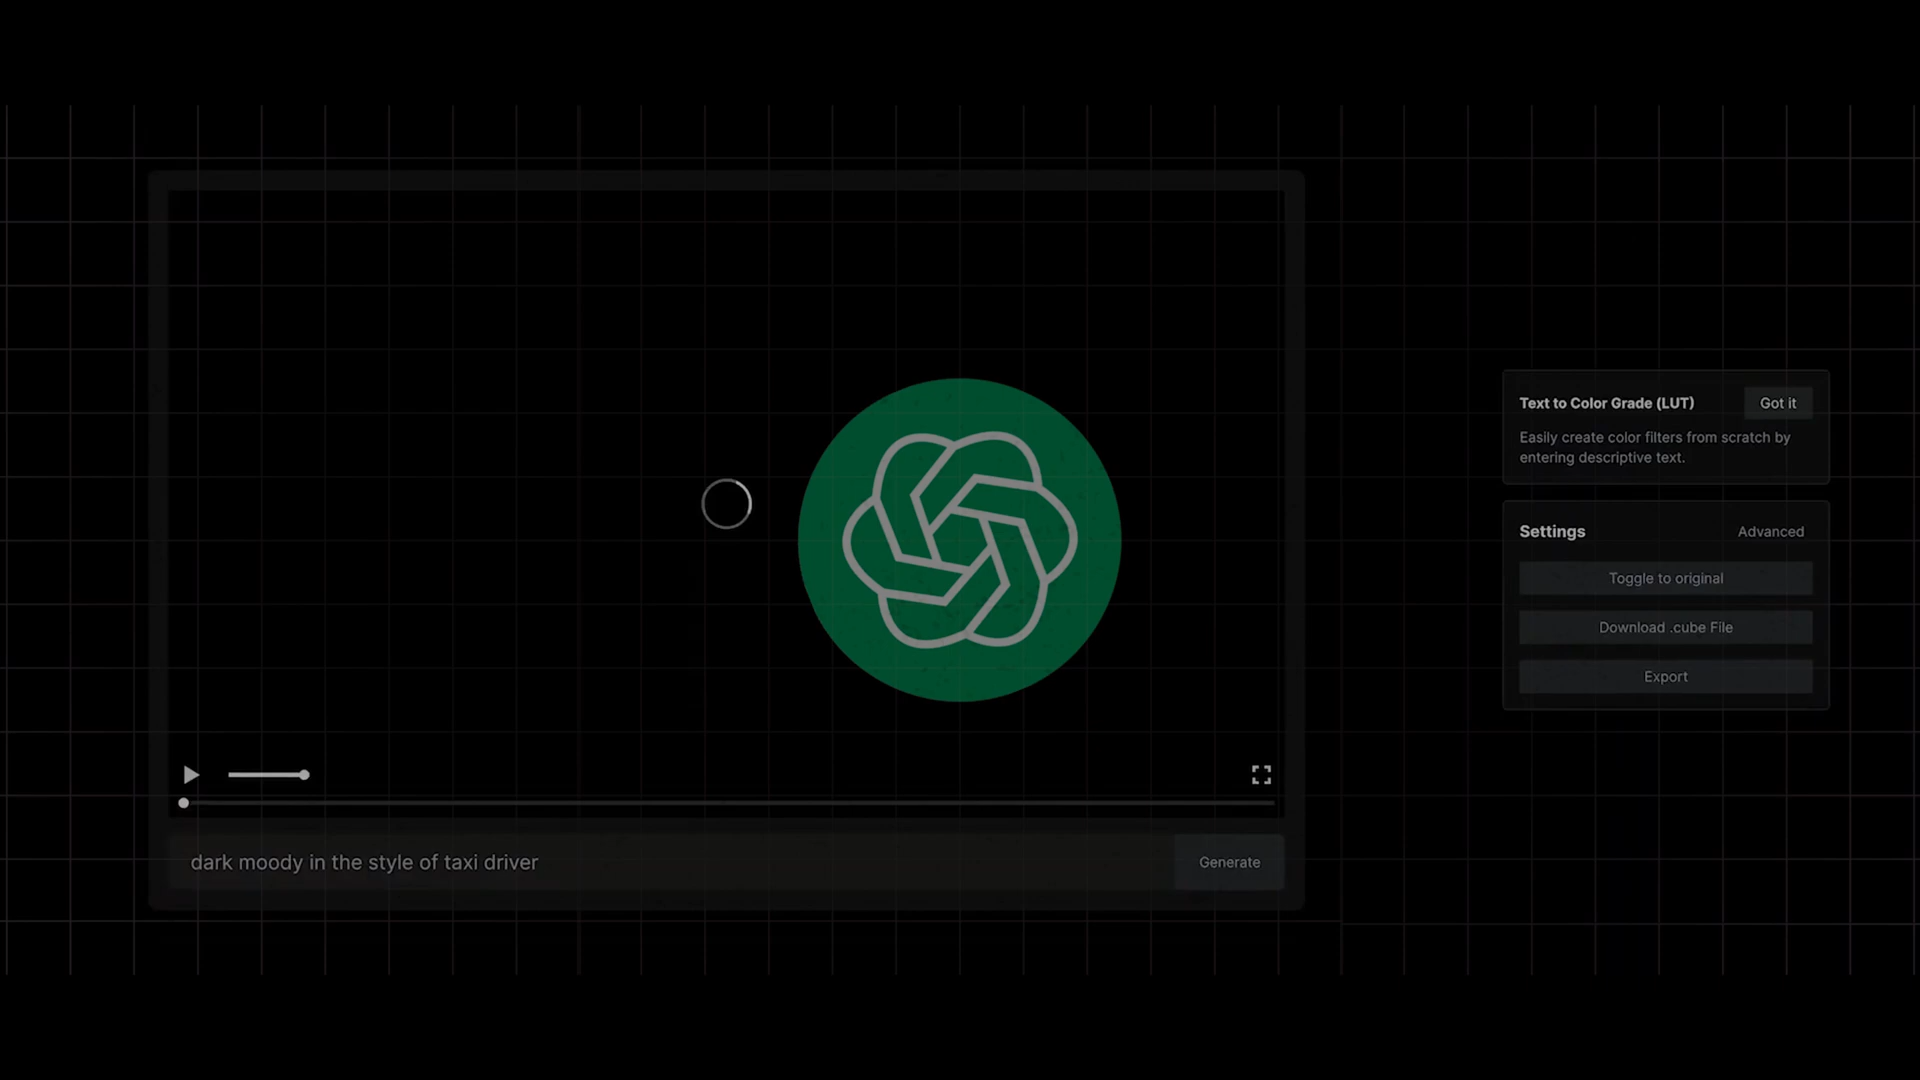 Text to Color Grade (LUT)
Got it
Easily create color filters from scratch by
entering descriptive text.
Settings
Advanced
Toggle to original
Download .cube File
Export
dark moody in the style of taxi driver
Generate